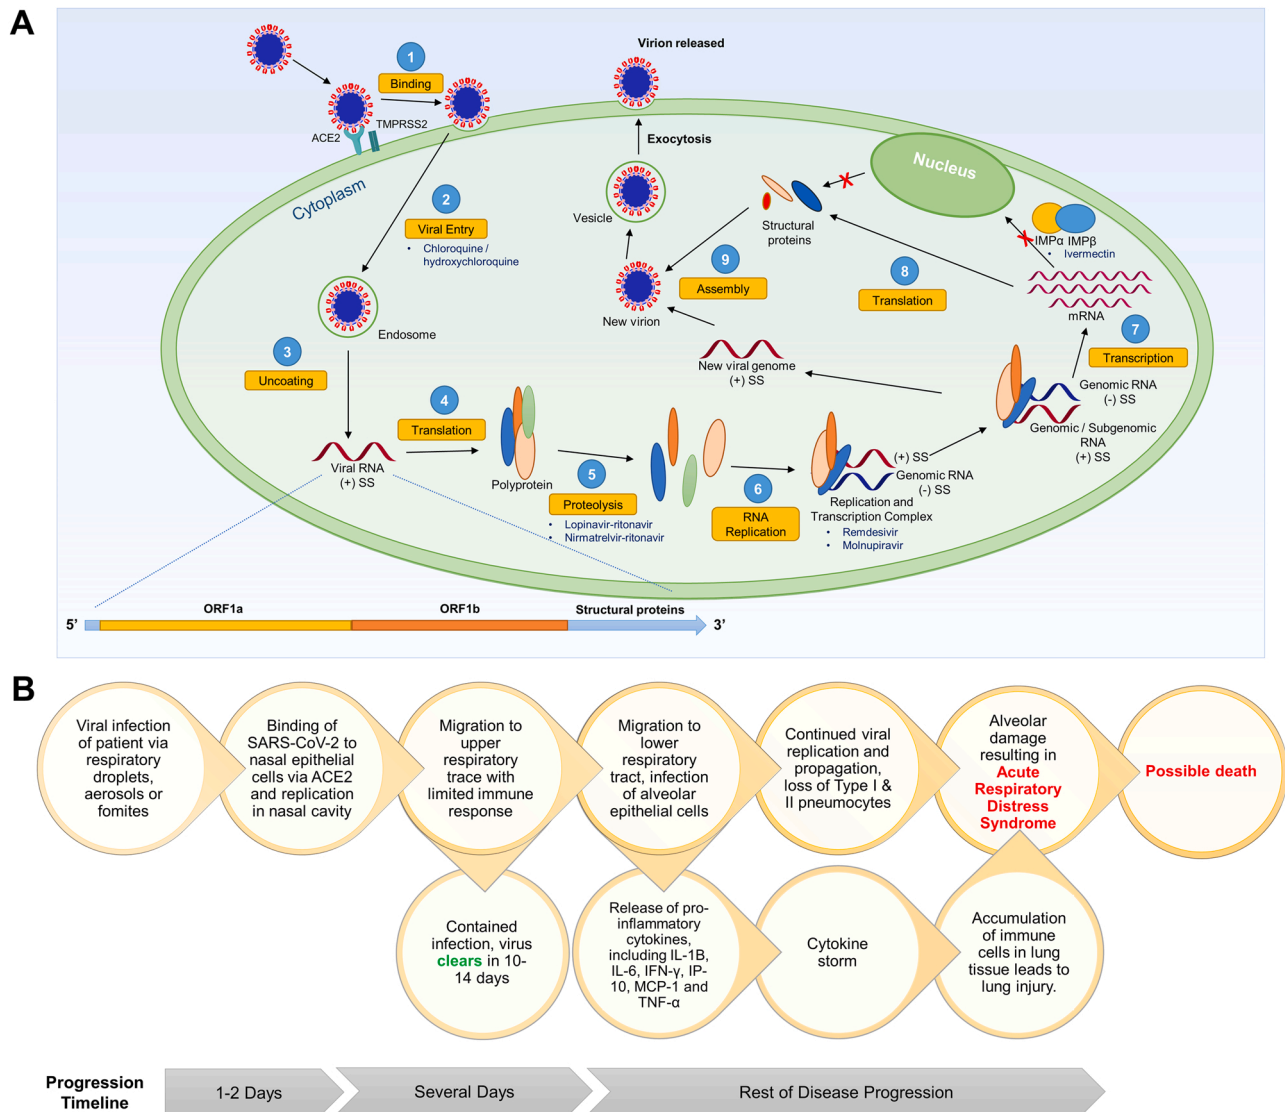 A
Virion released
1
Binding
ACE2
TMPRSS2
Cytoplasm
Exocytosis
Nucleus
2
Viral Entry
• Chloroquine /
hydroxychloroquine
Vesicle
Structural
proteins
IMPα IMPβ
• Ivermectin
9
Assembly
8
Translation
New virion
mRNA
Endosome
3
Uncoating
7
Transcription
New viral genome
(+) SS
Genomic RNA
(-) SS
4
Translation
Genomic / Subgenomic
RNA
(+) SS
Viral RNA
(+) SS
Polyprotein
5
Proteolysis
• Lopinavir-ritonavir
• Nirmatrelvir-ritonavir
6
RNA
Replication
(+) SS
Genomic RNA
(-) SS
Replication and
Transcription Complex
• Remdesivir
• Molnupiravir
ORF1a
ORF1b
Structural proteins
5’
3’
B
Viral infection
of patient via
respiratory
droplets,
aerosols or
fomites
Binding of
SARS-CoV-2 to
nasal epithelial
cells via ACE2
and replication
in nasal cavity
Migration to
upper
respiratory
trace with
limited immune
response
Migration to
lower
respiratory
tract, infection
of alveolar
epithelial cells
Continued viral
replication and
propagation,
loss of Type I &
II pneumocytes
Alveolar
damage
resulting in
Acute
Respiratory
Distress
Syndrome
Possible death
Contained
infection, virus
clears in 10-
14 days
Release of pro-
inflammatory
cytokines,
including IL-1B,
IL-6, IFN-γ, IP-
10, MCP-1 and
TNF-α
Cytokine
storm
Accumulation
of immune
cells in lung
tissue leads to
lung injury.
Progression
Timeline
1-2 Days
Several Days
Rest of Disease Progression